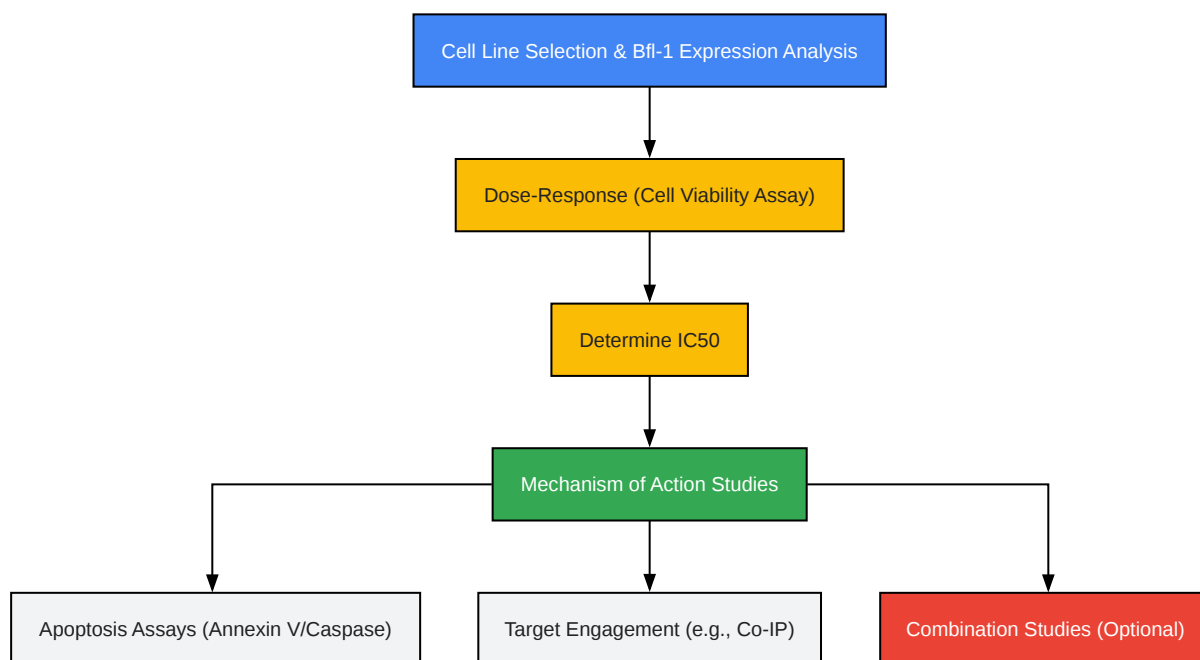 Cell Line Selection & Bfl-1 Expression Analysis
Dose-Response (Cell Viability Assay)
Determine IC50
Mechanism of Action Studies
Apoptosis Assays (Annexin V/Caspase)
Target Engagement (e.g., Co-IP)
Combination Studies (Optional)